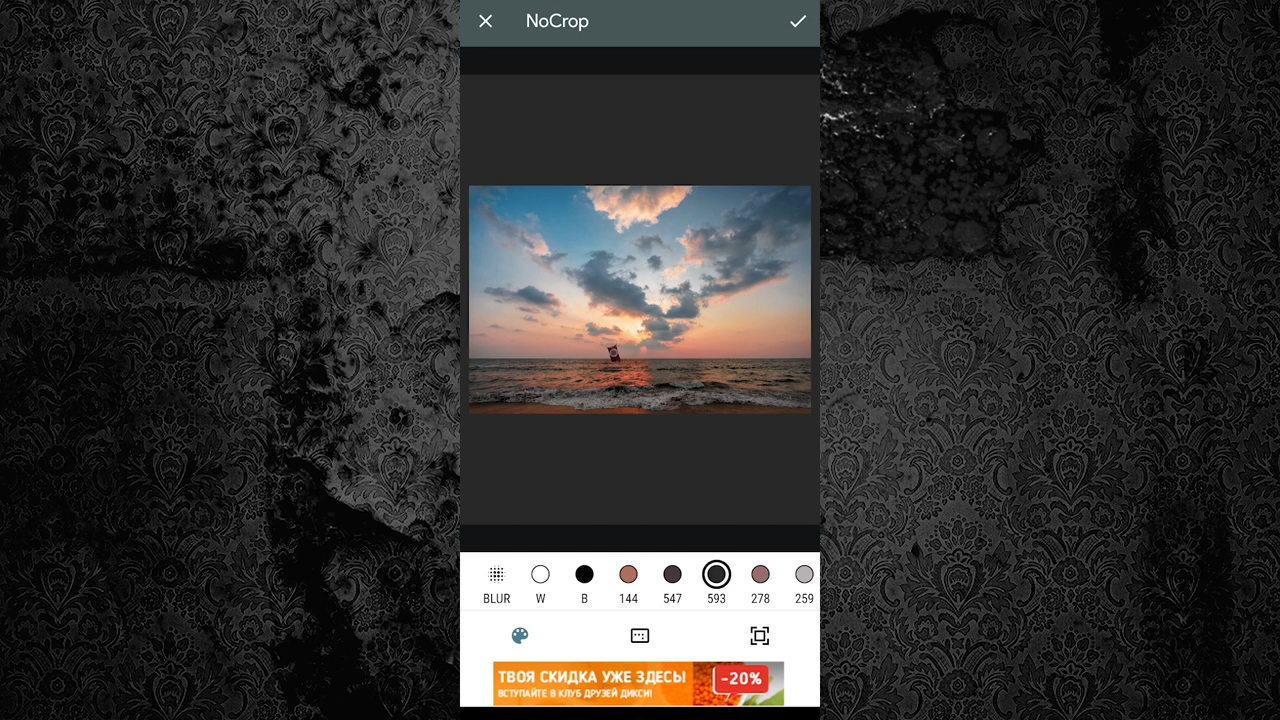 NoCrop
BLUR W B 144 547 593 278 259
ТВОЯ СКИДКА УЖЕ ЗДЕСЬ!
ВСТУПАЙТЕ В КЛУБ ДРУЗЕЙ ДИКСИ!
-20%